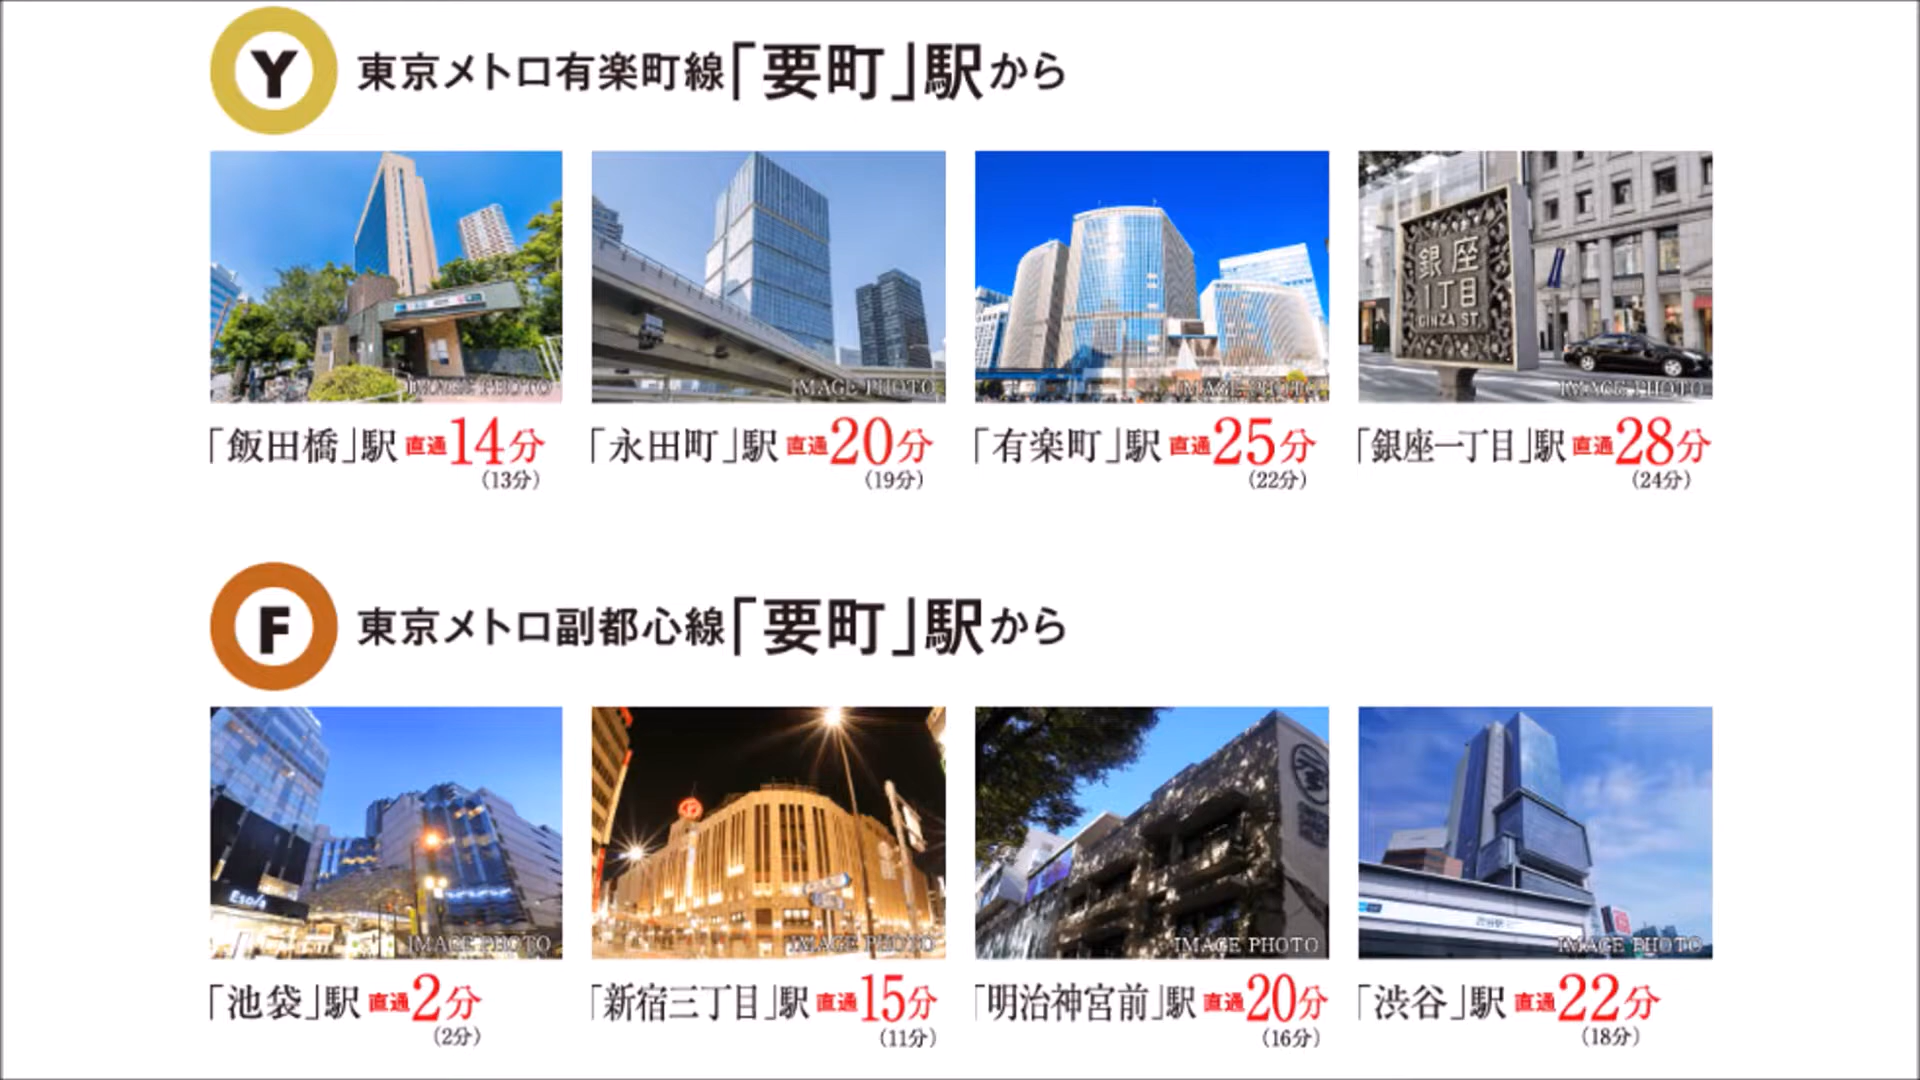 Y
東京メトロ有楽町線「要町」駅から
銀座
1丁目
GINZA ST.
IMAGE PHOTO
IMAGE PHOTO
IMAGE PHOTO
IMAGE PHOTO
「飯田橋」駅 直通14分
(13分)
「永田町」駅 直通20分
(19分)
「有楽町」駅 直通25分
(22分)
「銀座一丁目」駅 直通28分
(24分)
F
東京メトロ副都心線「要町」駅から
Esola
IMAGE PHOTO
IMAGE PHOTO
IMAGE PHOTO
渋谷駅
IMAGE PHOTO
「池袋」駅 直通2分
(2分)
「新宿三丁目」駅 直通15分
(11分)
「明治神宮前」駅 直通20分
(16分)
「渋谷」駅 直通22分
(18分)